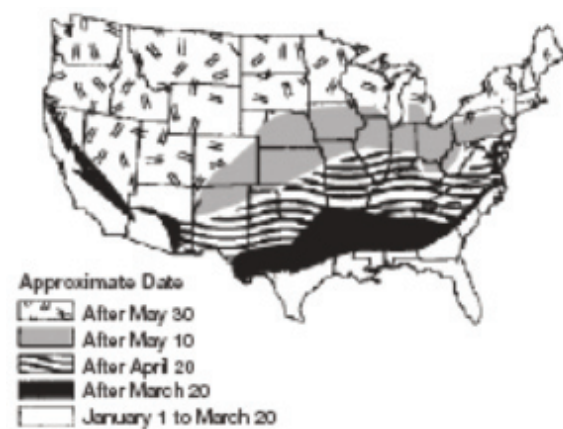 Approximate Date
After May 30
After May 10
After April 20
After March 20
January 1 to March 20